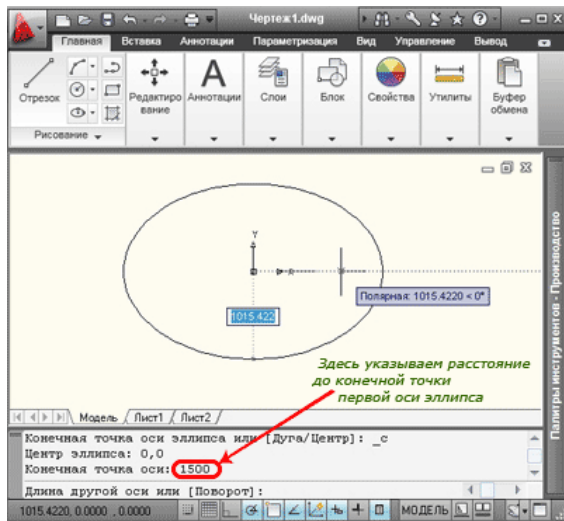 Чертеж1.dwg
Главная Вставка Аннотации Параметризация Вид Управление Вывод
Отрезок
Редактиро
вание
Аннотации
Слои
Блок
Свойства
Утилиты
Буфер
обмена
Рисование
Y
1015.422
Полярная: 1015.4220 < 0°
Здесь указываем расстояние
до конечной точки
первой оси эллипса
Палитры инструментов - Производство
Модель / Лист1 / Лист2 /
Конечная точка оси эллипса или [Дуга/Центр]: _c
Центр эллипса: 0,0
Конечная точка оси: 1500
Длина другой оси или [Поворот]:
1015.4220, 0.0000 , 0.0000
МОДЕЛЬ